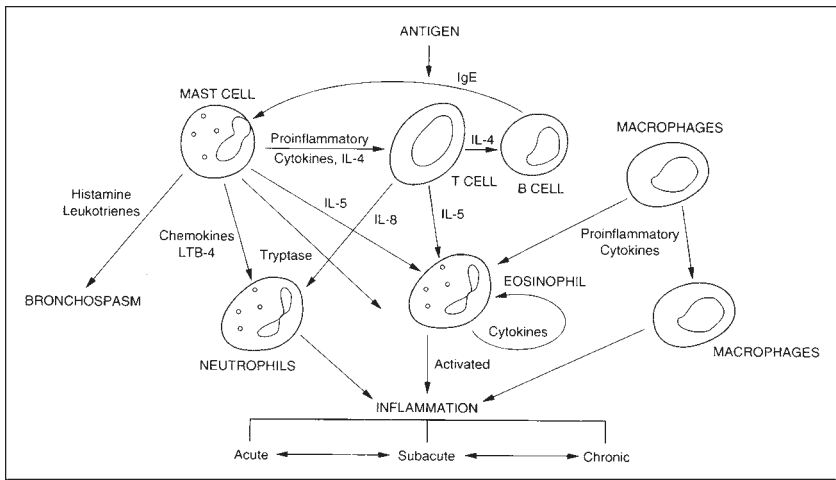 ANTIGEN
IgE
MAST CELL
MACROPHAGES
Proinflammatory
Cytokines, IL-4
IL-4
T CELL
B CELL
Histamine
Leukotrienes
IL-5
IL-8
IL-5
Chemokines
LTB-4
Tryptase
Proinflammatory
Cytokines
BRONCHOSPASM
EOSINOPHIL
Cytokines
NEUTROPHILS
Activated
MACROPHAGES
INFLAMMATION
Acute
Subacute
Chronic